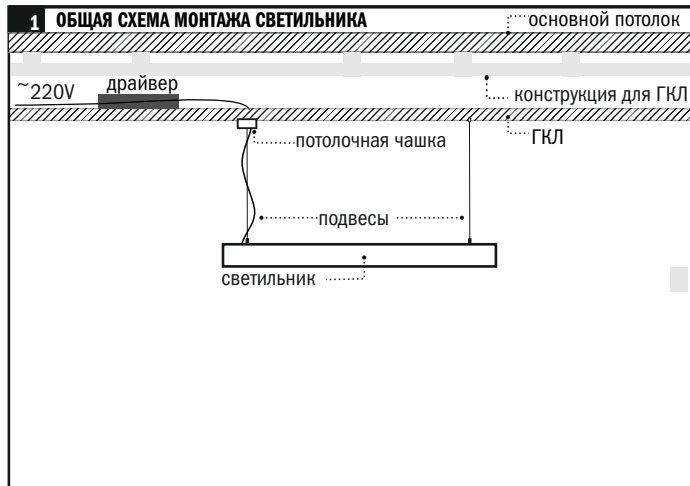 1 ОБЩАЯ СХЕМА МОНТАЖА СВЕТИЛЬНИКА
основной потолок
~220V
драйвер
конструкция для ГКЛ
потолочная чашка
ГКЛ
подвесы
светильник